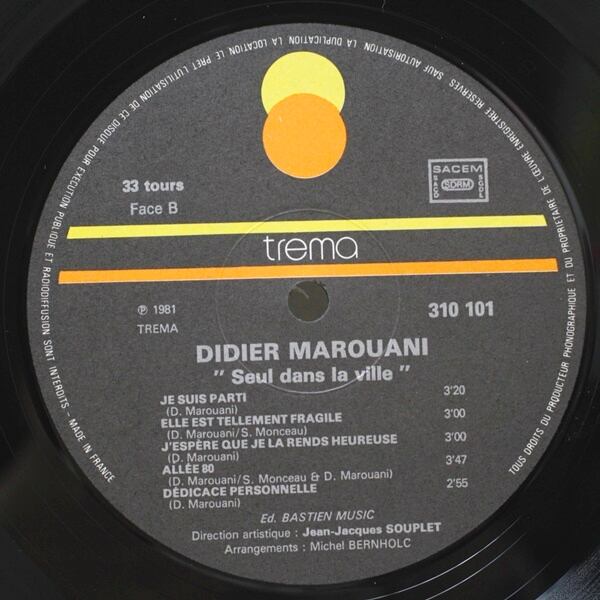 TOUS DROITS DU PRODUCTEUR PHONOGRAPHIQUE ET DU PROPRIETAIRE DE L'ŒUVRE ENREGISTREE RESERVES SAUF AUTORISATION LA DUPLICATION LA LOCATION LE PRET L'UTILISATION DE CE DISQUE POUR EXECUTION PUBLIQUE ET RADIODIFFUSION SONT INTERDITS - MADE IN FRANCE
33 tours
Face B
SACEM
SACD SDRM SGDL
trema
℗ 1981
TREMA
310 101
DIDIER MAROUANI
" Seul dans la ville "
JE SUIS PARTI 3'20
(D. Marouani)
ELLE EST TELLEMENT FRAGILE 3'00
(D. Marouani/S. Monceau)
J'ESPÈRE QUE JE LA RENDS HEUREUSE 3'00
(D. Marouani)
ALLÉE 80 3'47
(D. Marouani/S. Monceau & D. Marouani)
DÉDICACE PERSONNELLE 2'55
(D. Marouani)
Ed. BASTIEN MUSIC
Direction artistique : Jean-Jacques SOUPLET
Arrangements : Michel BERNHOLC